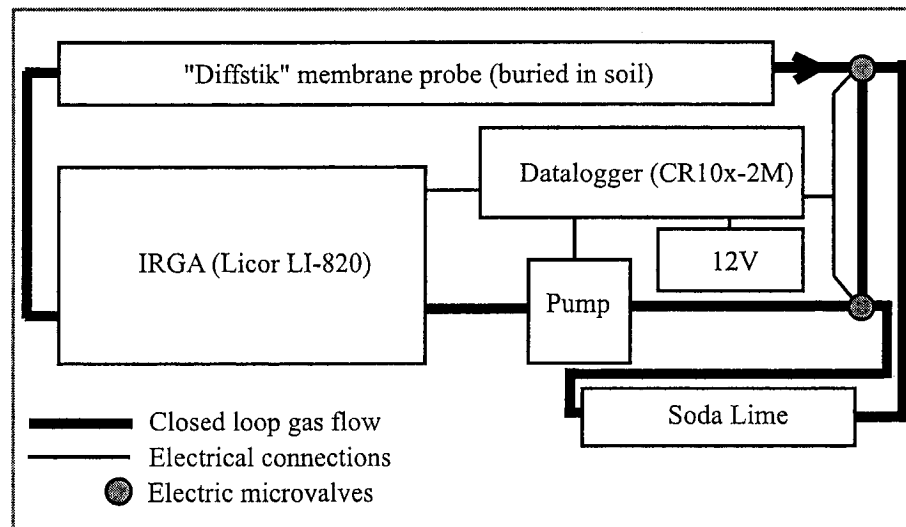 "Diffstik" membrane probe (buried in soil)
Datalogger (CR10x-2M)
IRGA (Licor LI-820)
12V
Pump
Soda Lime
Closed loop gas flow
Electrical connections
Electric microvalves